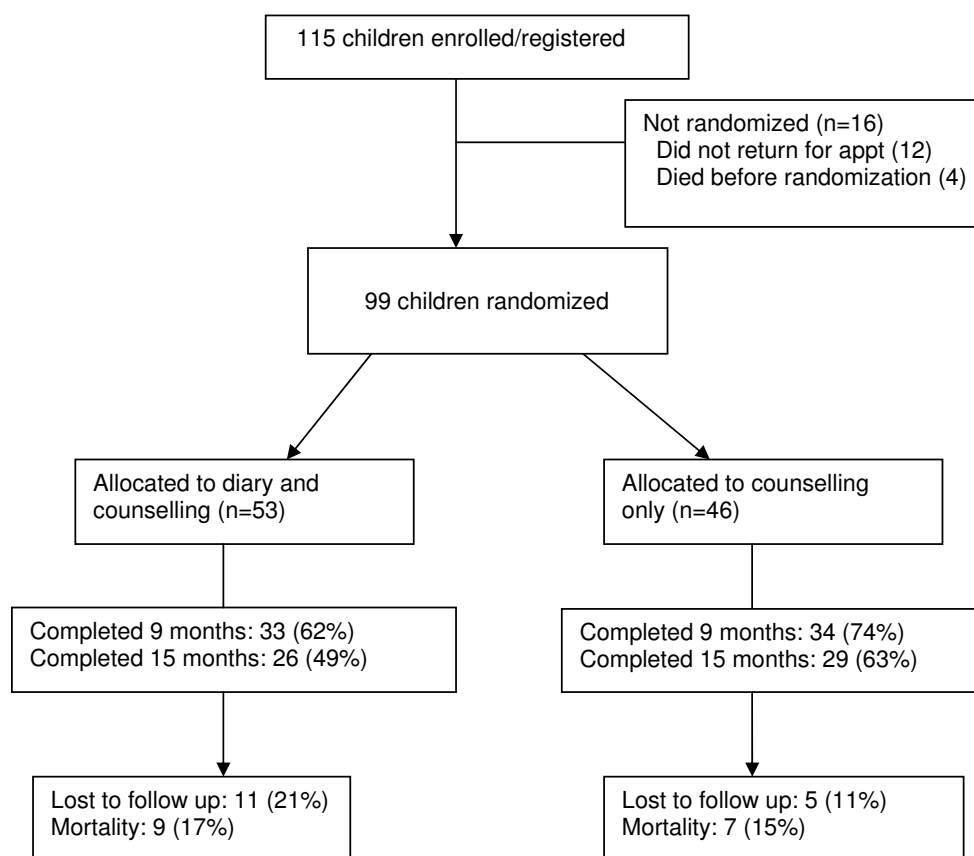 115 children enrolled/registered
Not randomized (n=16)
Did not return for appt (12)
Died before randomization (4)
99 children randomized
Allocated to diary and
counselling (n=53)
Allocated to counselling
only (n=46)
Completed 9 months: 33 (62%)
Completed 15 months: 26 (49%)
Completed 9 months: 34 (74%)
Completed 15 months: 29 (63%)
Lost to follow up: 11 (21%)
Mortality: 9 (17%)
Lost to follow up: 5 (11%)
Mortality: 7 (15%)